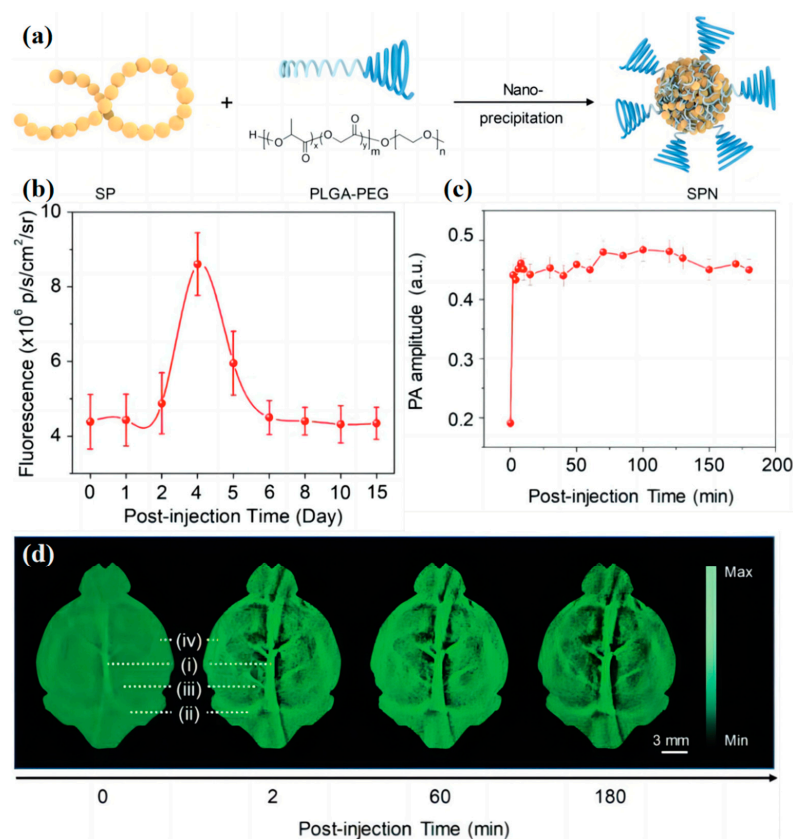 (a)
+
Nano-
precipitation
H
O
O
x
O
O
y
m
O
n
SP
PLGA-PEG
SPN
(b)
Fluorescence (x10⁶ p/s/cm²/sr)
10
8
6
4
0 1 2 4 5 6 8 10 15
Post-injection Time (Day)
(c)
PA amplitude (a.u.)
0.5
0.4
0.3
0.2
0 50 100 150 200
Post-injection Time (min)
(d)
(iv)
(i)
(iii)
(ii)
Max
Min
3 mm
0 2 60 180
Post-injection Time (min)